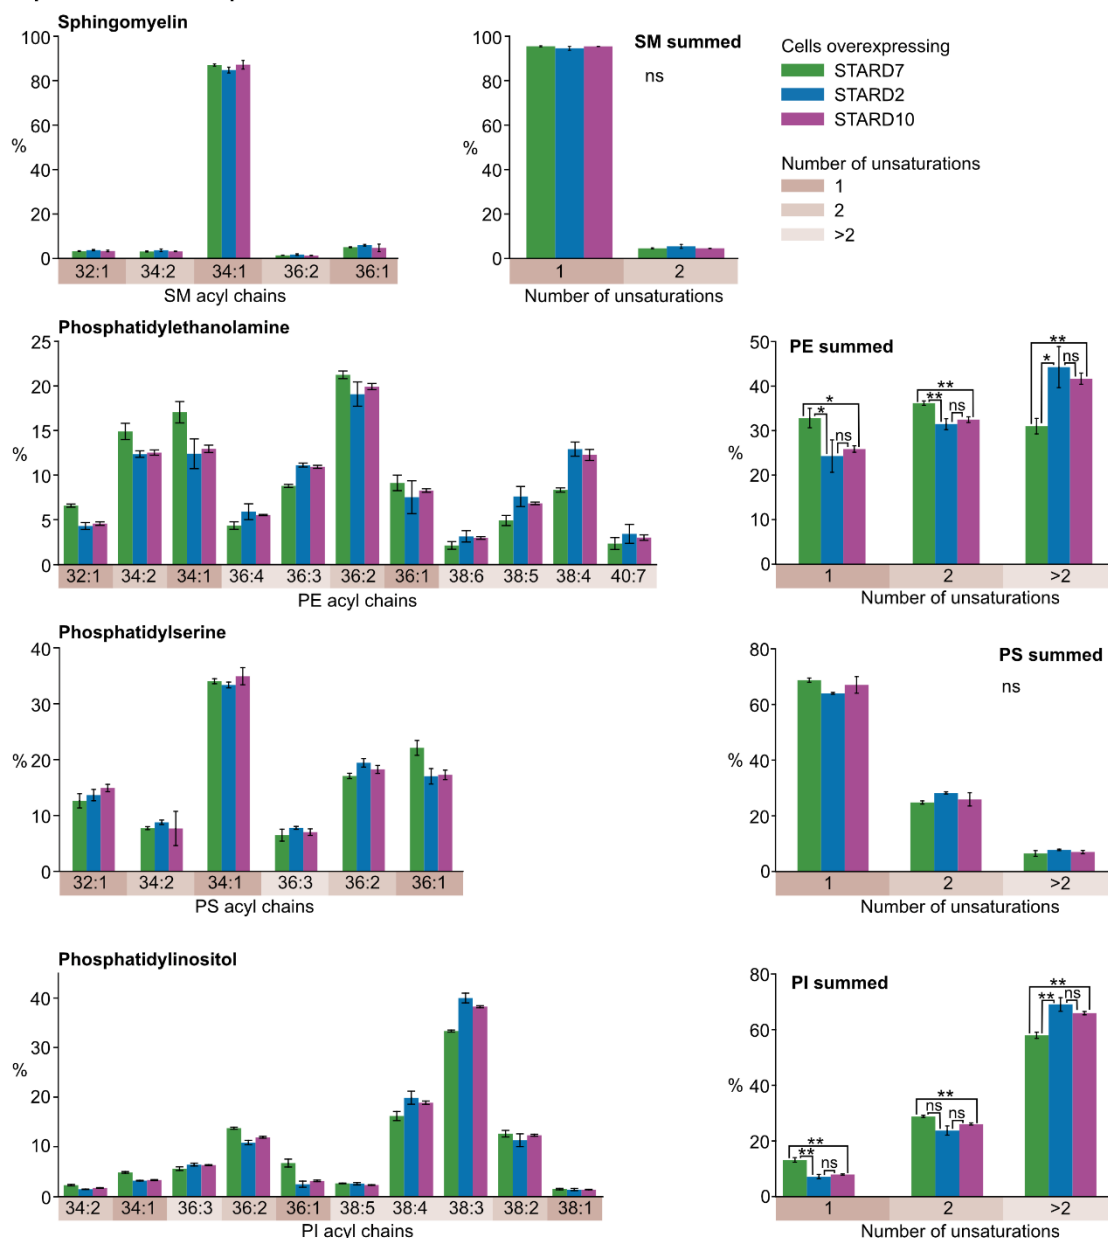 Sphingomyelin
100
80
60
%
40
20
0
32:1 34:2 34:1 36:2 36:1
SM acyl chains
SM summed
ns
100
80
60
%
40
20
0
1 2
Number of unsaturations
Cells overexpressing
STARD7
STARD2
STARD10
Number of unsaturations
1
2
>2
Phosphatidylethanolamine
25
20
15
%
10
5
0
32:1 34:2 34:1 36:4 36:3 36:2 36:1 38:6 38:5 38:4 40:7
PE acyl chains
PE summed
50
40
30
%
20
10
0
* * ns
** ** ns
** * ns
1 2 >2
Number of unsaturations
Phosphatidylserine
40
30
%
20
10
0
32:1 34:2 34:1 36:3 36:2 36:1
PS acyl chains
PS summed
ns
80
60
%
40
20
0
1 2 >2
Number of unsaturations
Phosphatidylinositol
40
30
%
20
10
0
34:2 34:1 36:3 36:2 36:1 38:5 38:4 38:3 38:2 38:1
PI acyl chains
PI summed
80
60
%
40
20
0
** ** ns
** ns ns
** ** ns
1 2 >2
Number of unsaturations